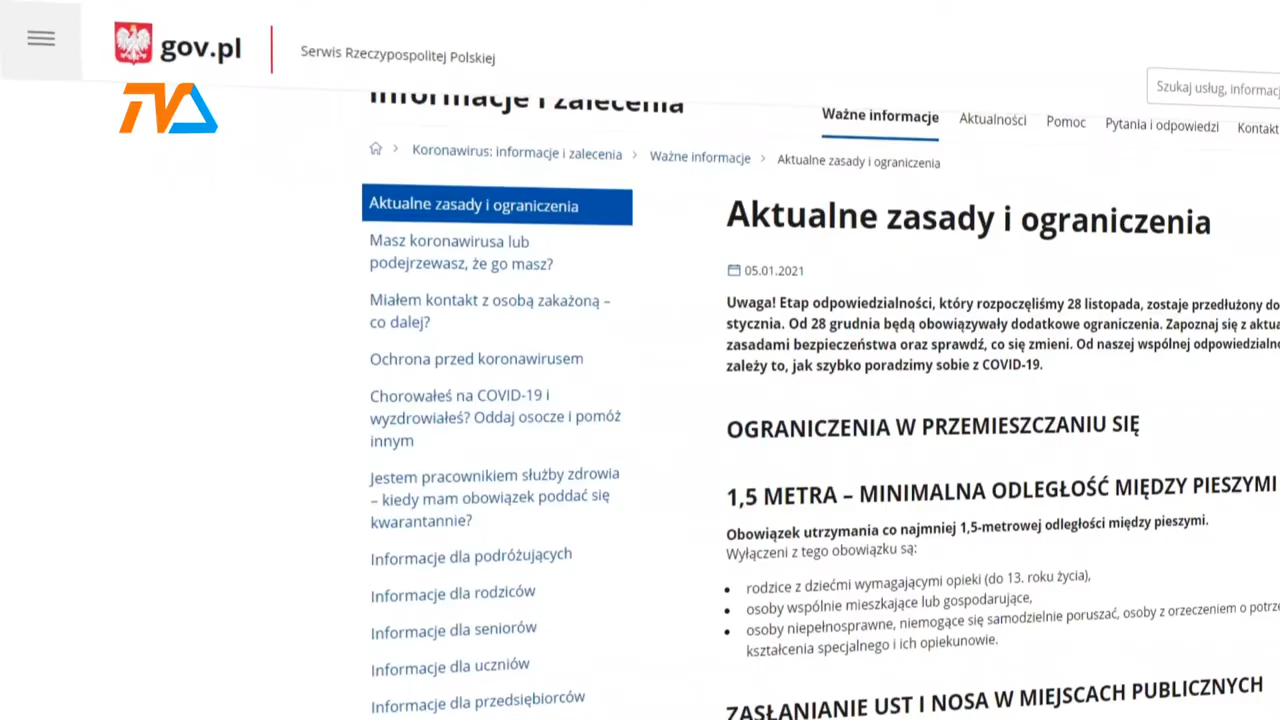 gov.pl
Serwis Rzeczypospolitej Polskiej
Szukaj usług,
TVA
Informacje i zalecenia
Ważne informacje
Aktualności
Pomoc
Pytania i odpowiedzi
Kontakt
Koronawirus: informacje i zalecenia > Ważne informacje > Aktualne zasady i ograniczenia
Aktualne zasady i ograniczenia
Masz koronawirusa lub
podejrzewasz, że go masz?
Miałem kontakt z osobą zakażoną –
co dalej?
Ochrona przed koronawirusem
Chorowałeś na COVID-19 i
wyzdrowiałeś? Oddaj osocze i pomóż
innym
Jestem pracownikiem służby zdrowia
– kiedy mam obowiązek poddać się
kwarantannie?
Informacje dla podróżujących
Informacje dla rodziców
Informacje dla seniorów
Informacje dla uczniów
Informacje dla przedsiębiorców
Aktualne zasady i ograniczenia
05.01.2021
Uwaga! Etap odpowiedzialności, który rozpoczęliśmy 28 listopada, zostaje przedłużony do
stycznia. Od 28 grudnia będą obowiązywały dodatkowe ograniczenia. Zapoznaj się z
zasadami bezpieczeństwa oraz sprawdź, co się zmieni. Od naszej wspólnej
zależy to, jak szybko poradzimy sobie z COVID-19.
OGRANICZENIA W PRZEMIESZCZANIU SIĘ
1,5 METRA – MINIMALNA ODLEGŁOŚĆ MIĘDZY PIESZYMI
Obowiązek utrzymania co najmniej 1,5-metrowej odległości między pieszymi.
Wyłączeni z tego obowiązku są:
• rodzice z dziećmi wymagającymi opieki (do 13. roku życia),
• osoby wspólnie mieszkające lub gospodarujące,
• osoby niepełnosprawne, niemogące się samodzielnie poruszać, osoby z orzeczeniem o
kształcenia specjalnego i ich opiekunowie.
ZASŁANIANIE UST I NOSA W MIEJSCACH PUBLICZNYCH